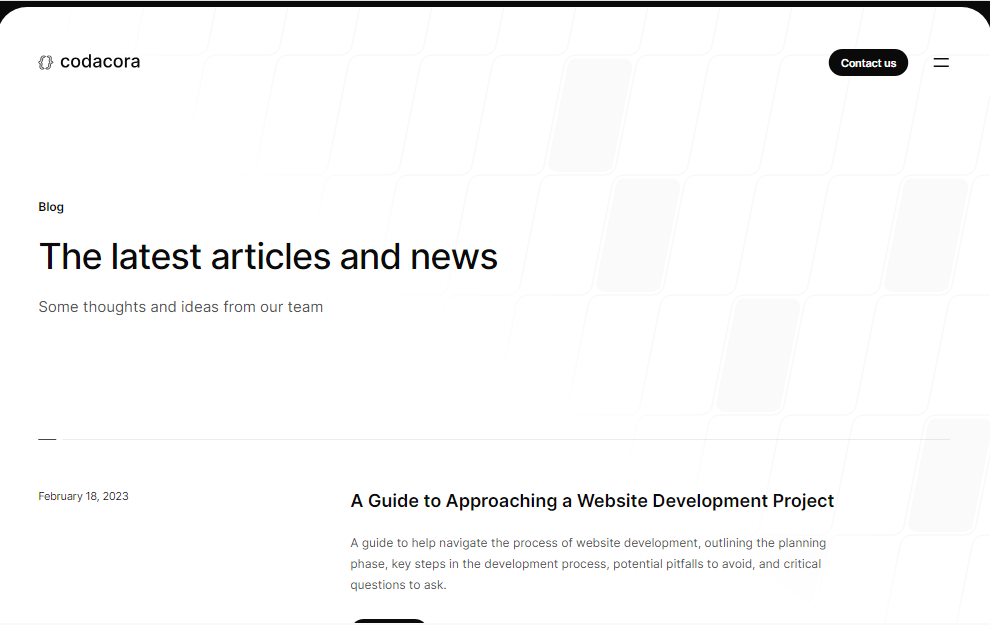 codacora
Contact us
Blog
The latest articles and news
Some thoughts and ideas from our team
February 18, 2023
A Guide to Approaching a Website Development Project
A guide to help navigate the process of website development, outlining the planning
phase, key steps in the development process, potential pitfalls to avoid, and critical
questions to ask.